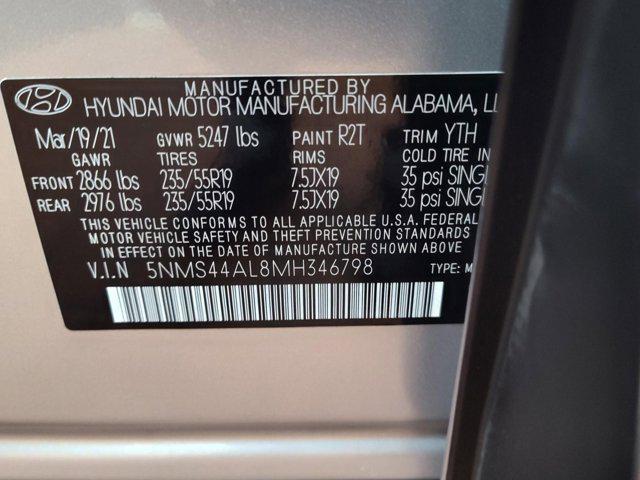 MANUFACTURED BY
HYUNDAI MOTOR MANUFACTURING ALABAMA,
Mar/19/21 GVWR 5247 lbs PAINT R2T TRIM YTH
GAWR TIRES RIMS COLD TIRE IN
FRONT 2866 lbs 235/55R19 7.5JX19 35 psi SINGL
REAR 2976 lbs 235/55R19 7.5JX19 35 psi SINGL
THIS VEHICLE CONFORMS TO ALL APPLICABLE U.S.A. FEDERAL
MOTOR VEHICLE SAFETY AND THEFT PREVENTION STANDARDS
IN EFFECT ON THE DATE OF MANUFACTURE SHOWN ABOVE
V.I.N 5NMS44AL8MH346798 TYPE: M